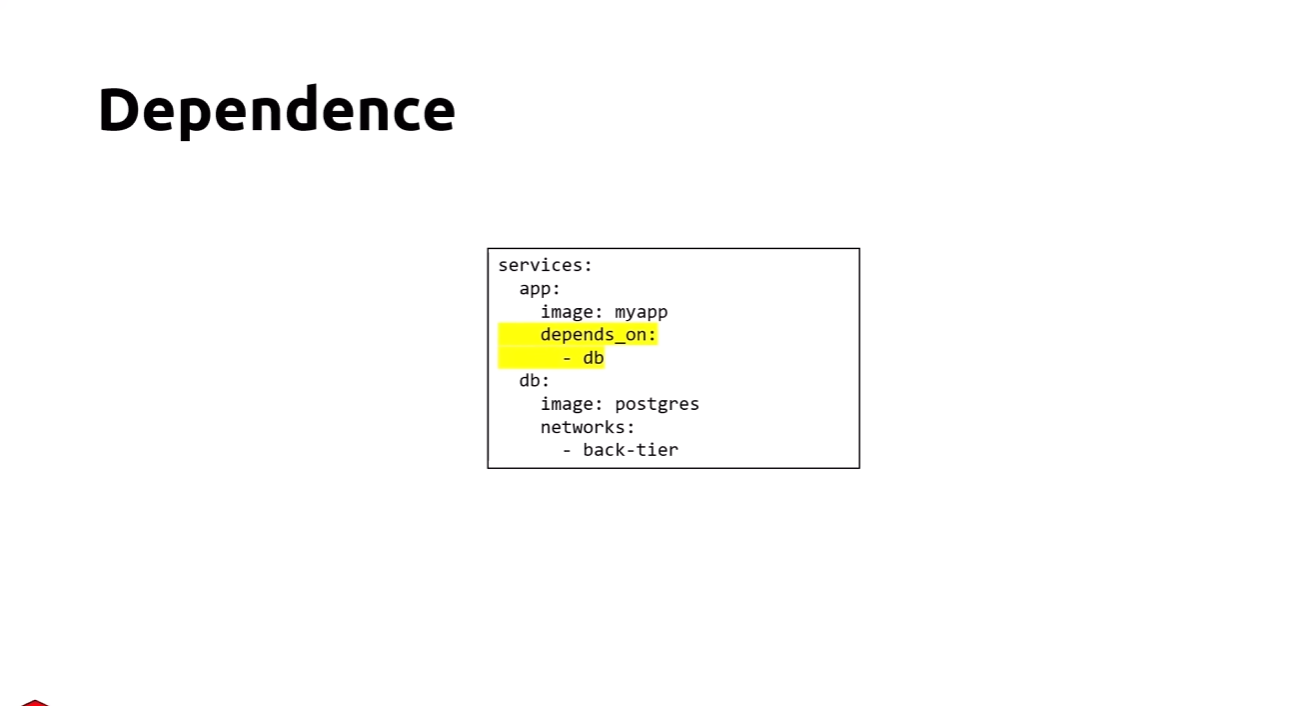 Dependence
services:
  app:
    image: myapp
    depends_on:
      - db
  db:
    image: postgres
    networks:
      - back-tier